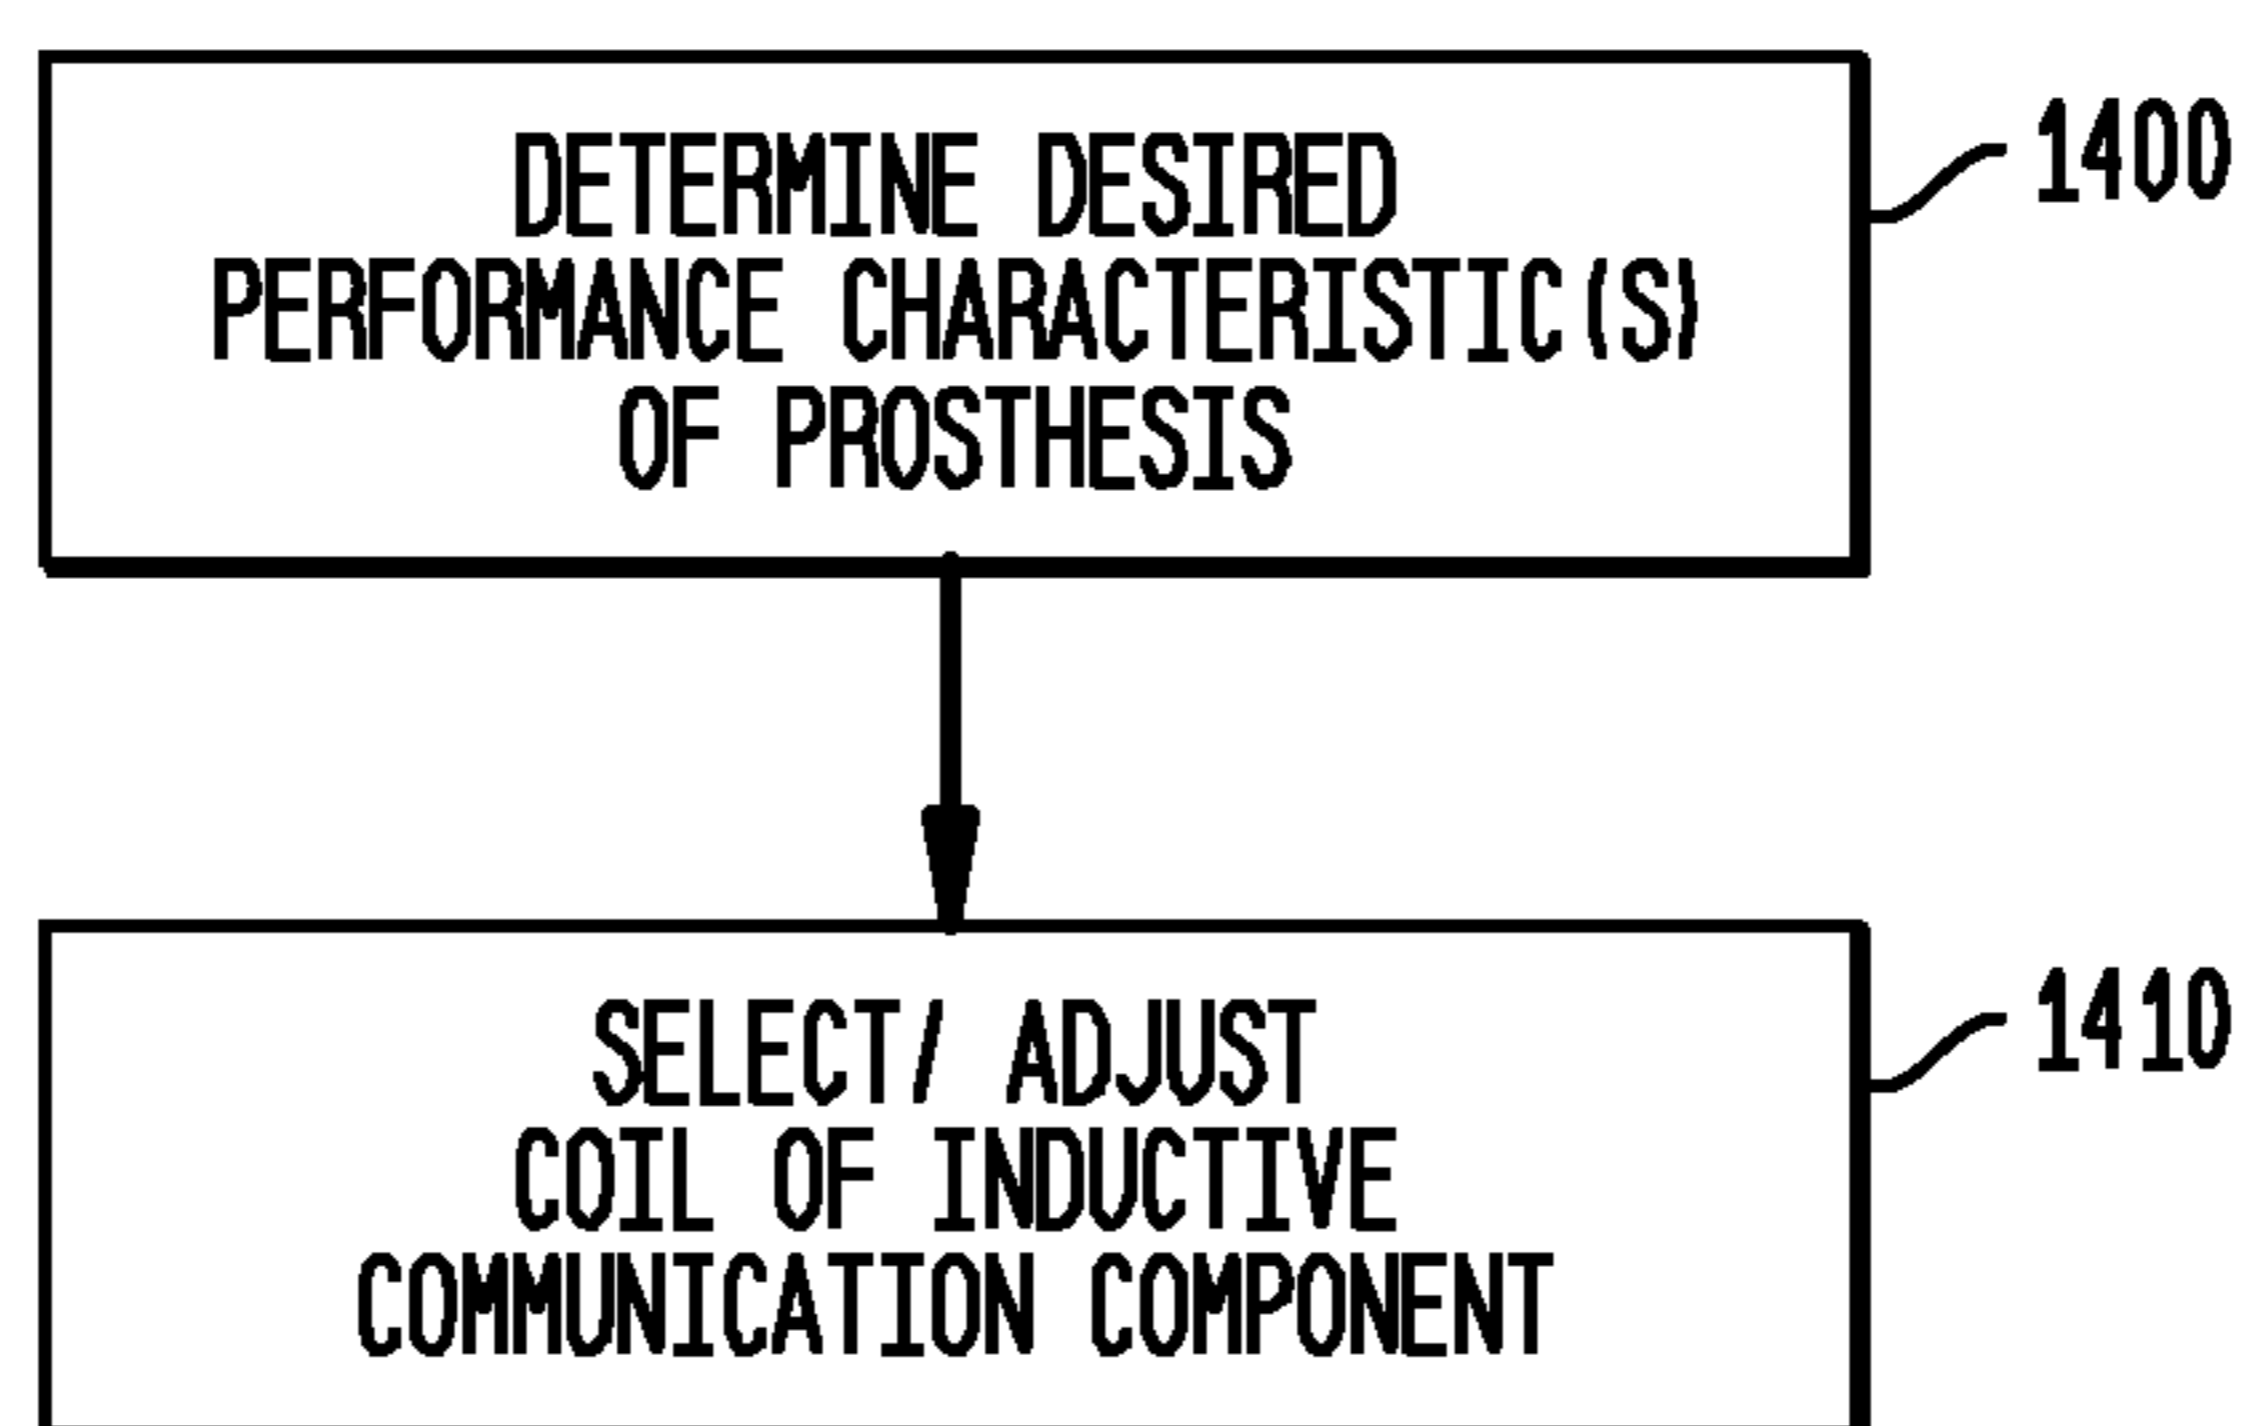 DETERMINE DESIRED
PERFORMANCE CHARACTERISTIC(S)
OF PROSTHESIS
1400
SELECT/ ADJUST
COIL OF INDUCTIVE
COMMUNICATION COMPONENT
1410